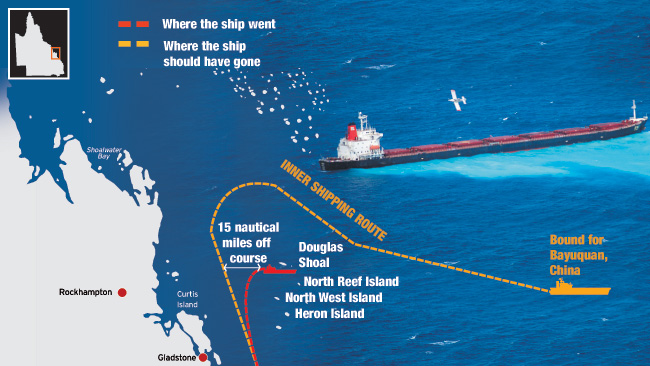 Where the ship went
Where the ship
should have gone
Shoalwater
Bay
INNER SHIPPING ROUTE
15 nautical
miles off
course
Douglas
Shoal
North Reef Island
North West Island
Heron Island
Bound for
Bayuquan,
China
Rockhampton
Curtis
Island
Gladstone